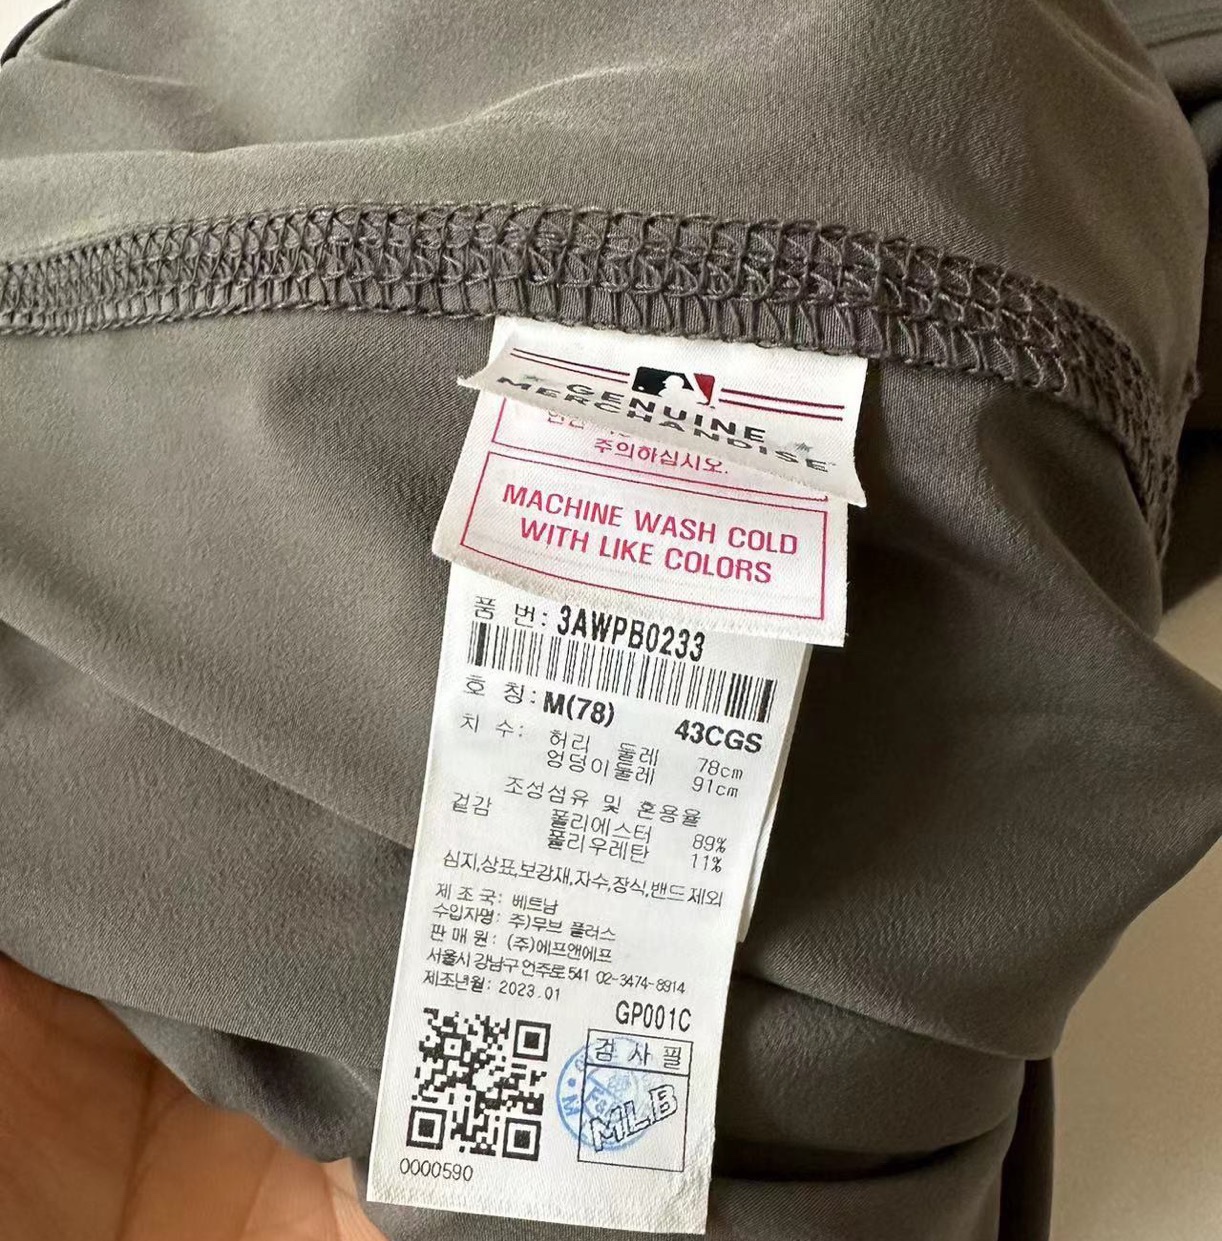 GENUINE
MERCHANDISE
주의하십시오.
MACHINE WASH COLD
WITH LIKE COLORS
품 번: 3AWPB0233
호 칭: M(78) 43CGS
치 수: 허리 둘레 78cm
엉덩이둘레 91cm
조성섬유 및 혼용율
겉감 폴리에스터 89%
폴리우레탄 11%
심지,상표,보강재,자수,장식,밴드제외
제 조 국: 베트남
수입자명: 주)무브 플러스
판 매 원: (주)에프앤에프
서울시 강남구 언주로 541 02-3474-8914
제조년월: 2023.01
GP001C
검 사 필
MLB
0000590